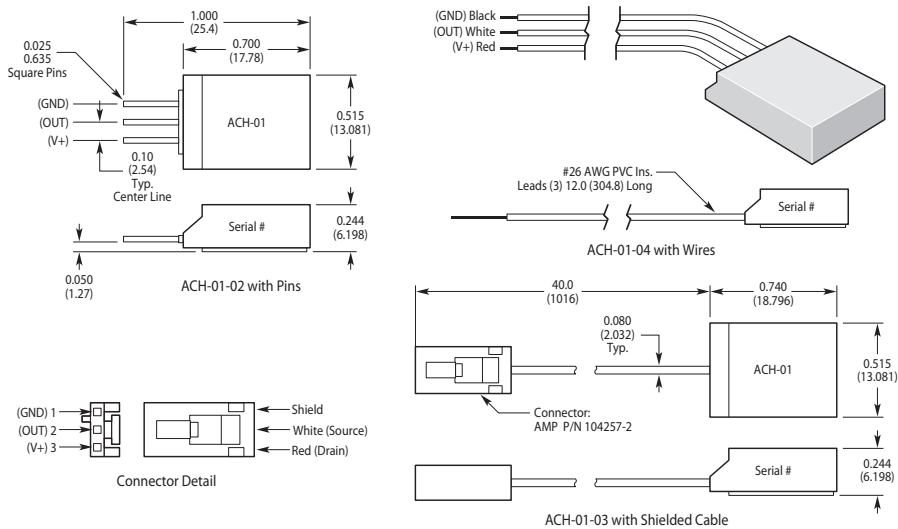 1.000
(25.4)
0.700
(17.78)
0.025
0.635
Square Pins
(GND)
(OUT)
(V+)
ACH-01
0.515
(13.081)
0.10
(2.54)
Typ.
Center Line
Serial #
0.244
(6.198)
0.050
(1.27)
ACH-01-02 with Pins
(GND) Black
(OUT) White
(V+) Red
#26 AWG PVC Ins.
Leads (3) 12.0 (304.8) Long
Serial #
ACH-01-04 with Wires
40.0
(1016)
0.740
(18.796)
0.080
(2.032)
Typ.
ACH-01
0.515
(13.081)
Connector:
AMP P/N 104257-2
Serial #
0.244
(6.198)
ACH-01-03 with Shielded Cable
(GND) 1
(OUT) 2
(V+) 3
Shield
White (Source)
Red (Drain)
Connector Detail